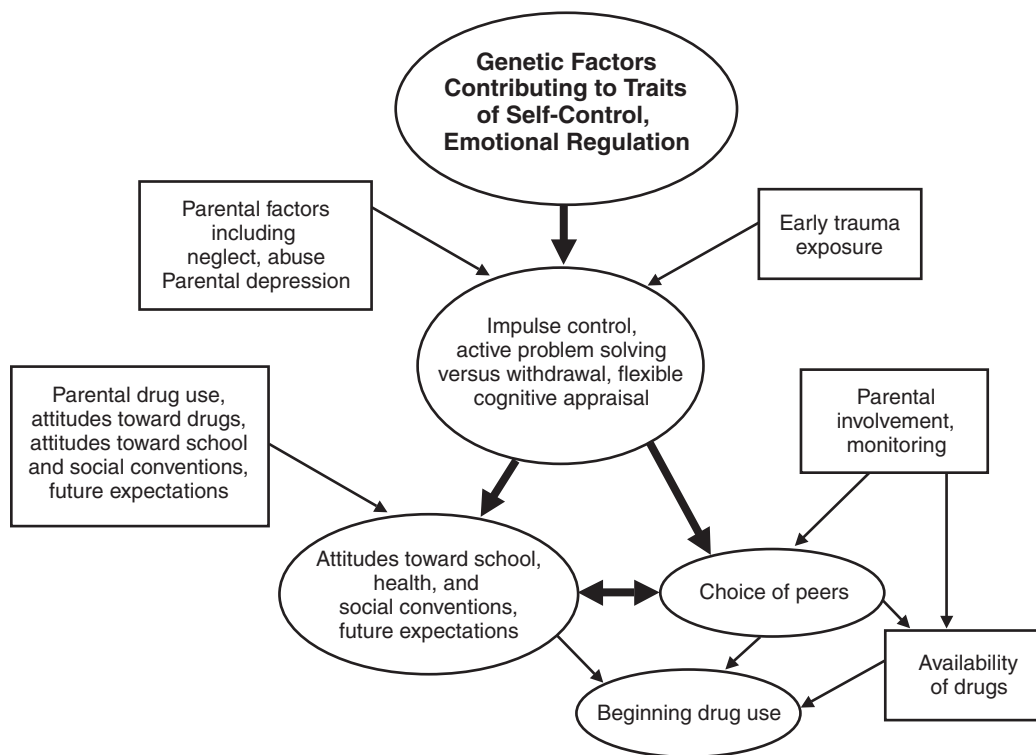 Genetic Factors
Contributing to Traits
of Self-Control,
Emotional Regulation
Parental factors
including
neglect, abuse
Parental depression
Early trauma
exposure
Impulse control,
active problem solving
versus withdrawal, flexible
cognitive appraisal
Parental drug use,
attitudes toward drugs,
attitudes toward school
and social conventions,
future expectations
Parental
involvement,
monitoring
Attitudes toward school,
health, and
social conventions,
future expectations
Choice of peers
Availability
of drugs
Beginning drug use